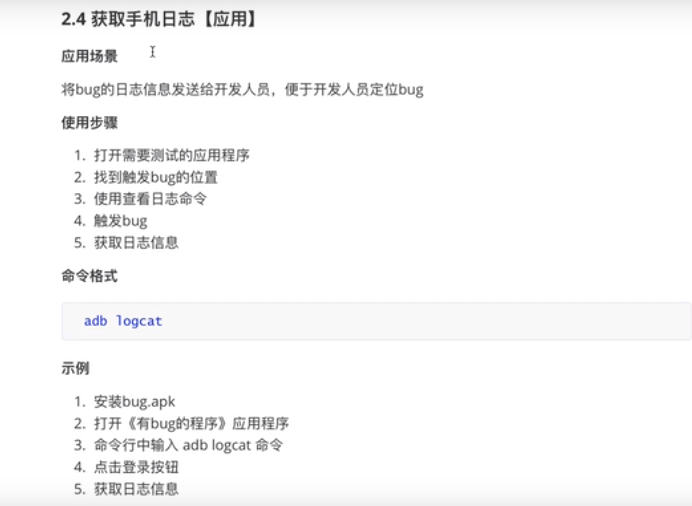 2.4 获取手机日志【应用】
应用场景
将bug的日志信息发送给开发人员，便于开发人员定位bug
使用步骤
1. 打开需要测试的应用程序
2. 找到触发bug的位置
3. 使用查看日志命令
4. 触发bug
5. 获取日志信息
命令格式
adb logcat
示例
1. 安装bug.apk
2. 打开《有bug的程序》应用程序
3. 命令行中输入 adb logcat 命令
4. 点击登录按钮
5. 获取日志信息